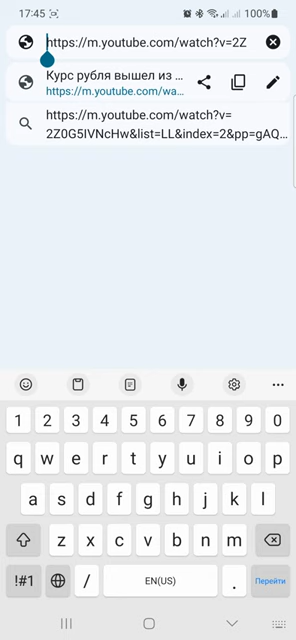 17:45 100%
https://m.youtube.com/watch?v=2Z
Курс рубля вышел из ...
https://m.youtube.com/wa...
https://m.youtube.com/watch?v=
2Z0G5IVNcHw&list=LL&index=2&pp=gAQ...
1 2 3 4 5 6 7 8 9 0
q w e r t y u i o p
a s d f g h j k l
z x c v b n m
!#1 / EN(US) . Перейти